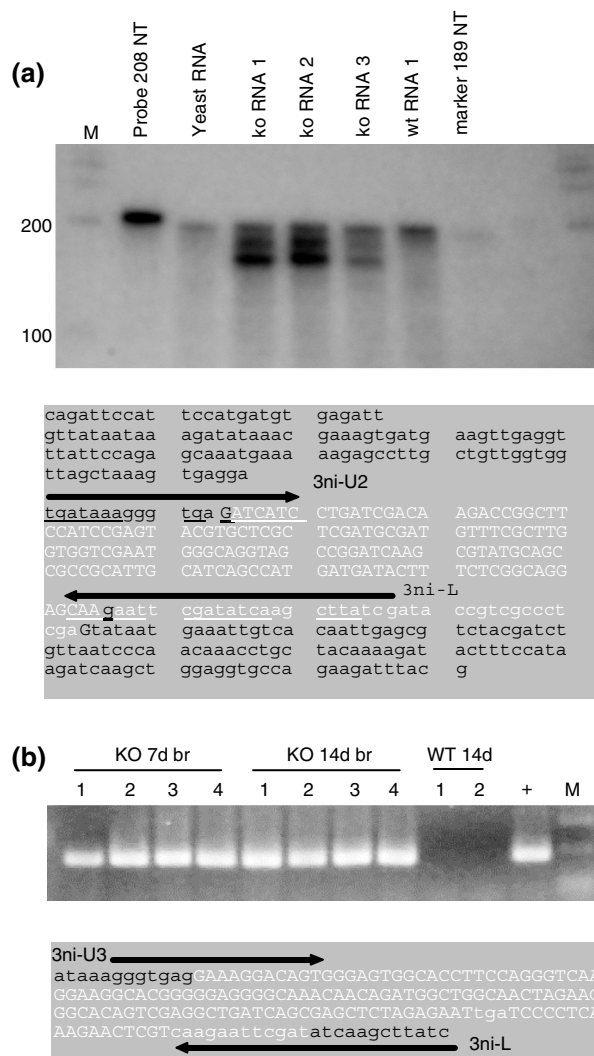 (a)
M
Probe 208 NT
Yeast RNA
ko RNA 1
ko RNA 2
ko RNA 3
wt RNA 1
marker 189 NT
200
100
cagattccat tccatgatgt gagatt
gttataataa agatataaac gaaagtgatg aagttgaggt
ttattccaga agcaaatgaa aagagccttg ctgttggtgg
ttagctaaag tgagga
3ni-U2
tgataaaggg tga GATCATC CTGATCGACA AGACCGGCTT
CCATCCGAGT ACGTGCTCGC TCGATGCGAT GTTTCGCTTG
GTGGTCGAAT GGGCAGGTAG CCGGATCAAG CGTATGCAGC
CGCCGCATTG CATCAGCCAT GATGATACTT TCTCGGCAGG
3ni-L
AGCAAgaatt cgatatcaag cttatcgata ccgtcgccct
cgaGtataat gaaattgtca caattgagcg tctacgatct
gttaatccca acaaacctgc tacaaaagat actttccata
agatcaagct ggaggtgcca gaagatttac g
(b)
KO 7d br KO 14d br WT 14d
1 2 3 4 1 2 3 4 1 2 + M
3ni-U3
ataaagggtgagGAAAGGACAGTGGGAGTGGCACCTTCCAGGGTCAA
GGAAGGCACGGGGGAGGGGCAAACAACAGATGGCTGGCAACTAGAAG
GGCACAGTCGAGGCTGATCAGCGAGCTCTAGAGAATTtgaTCCCCTCA
AAGAACTCGTCaagaattcgatatcaagcttatc
3ni-L